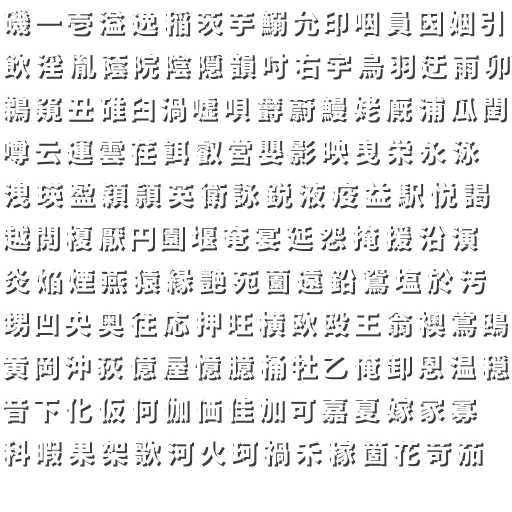 磯一壱溢逸稲茨芋鰯允印咽員因姻引
飲淫胤蔭院陰隠韻吋右宇烏羽迂雨卯
鵜窺丑碓臼渦嘘唄欝蔚鰻姥厩浦瓜閏
噂云運雲荏餌叡営嬰影映曳栄永泳
洩瑛盈穎頴英衛詠鋭液疫益駅悦謁
越閲榎厭円園堰奄宴延怨掩援沿演
炎焔煙燕猿縁艶苑薗遠鉛鴛塩於汚
甥凹央奥往応押旺横欧殴王翁襖鴬鴎
黄岡沖荻億屋憶臆桶牡乙俺卸恩温穏
音下化仮何伽価佳加可嘉夏嫁家寡
科暇果架歌河火珂禍禾稼箇花苛茄